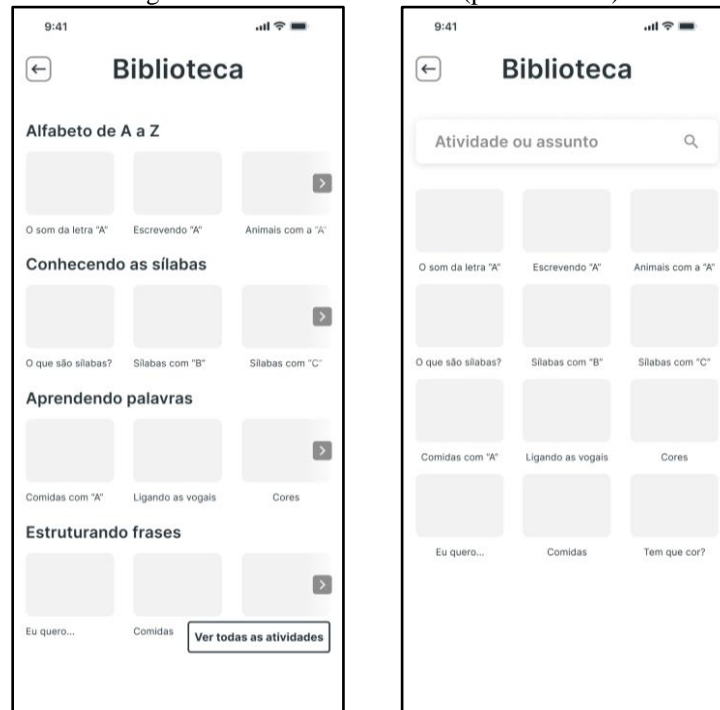 9:41
Biblioteca
Alfabeto de A a Z
O som da letra "A" Escrevendo "A" Animais com a "A"
Conhecendo as sílabas
O que são sílabas? Sílabas com "B" Sílabas com "C"
Aprendendo palavras
Comidas com "A" Ligando as vogais Cores
Estruturando frases
Eu quero... Comidas
Ver todas as atividades
9:41
Biblioteca
Atividade ou assunto
O som da letra "A" Escrevendo "A" Animais com a "A"
O que são sílabas? Sílabas com "B" Sílabas com "C"
Comidas com "A" Ligando as vogais Cores
Eu quero... Comidas Tem que cor?